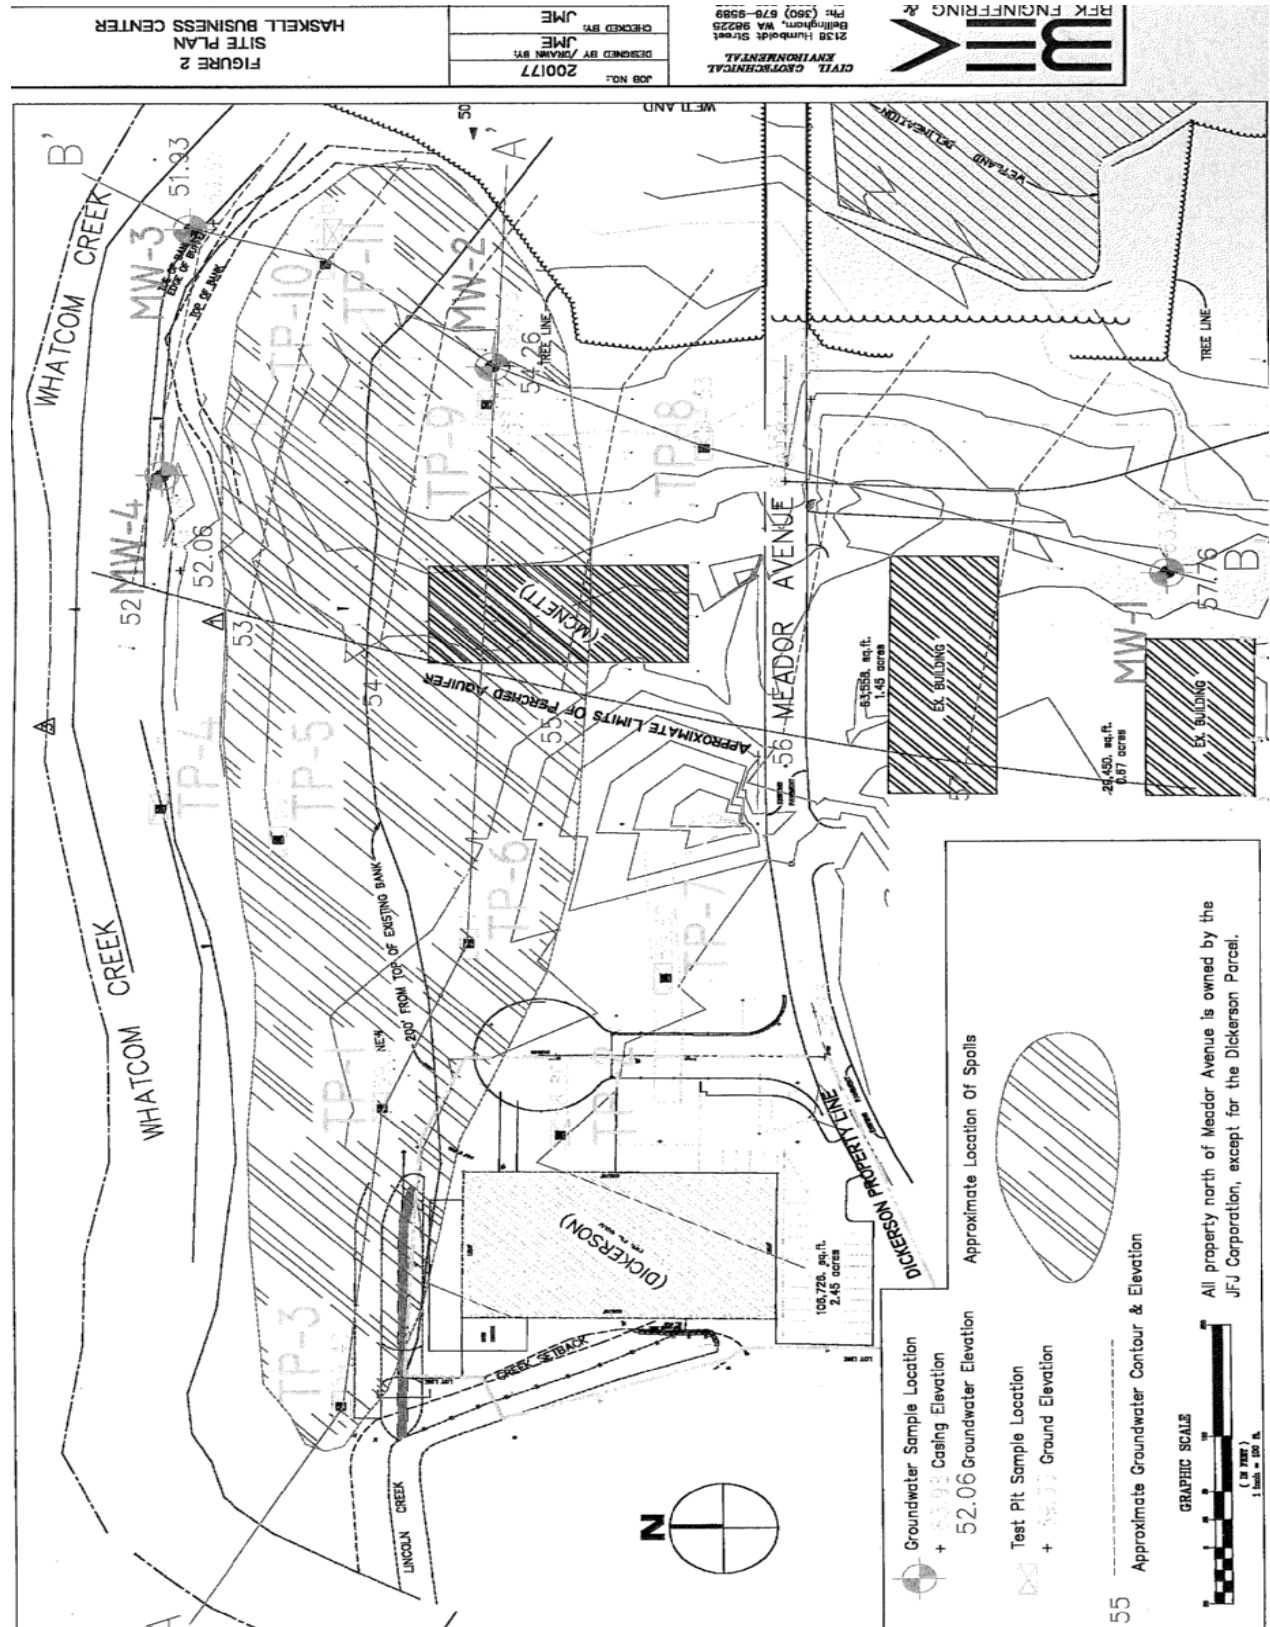 FIGURE 2
SITE PLAN
HASKELL BUSINESS CENTER
JOB NO.:
200177
DESIGNED BY /DRAWN BY:
JME
CHECKED BY:
JME
CIVIL GEOTECHNICAL
ENVIRONMENTAL
2138 Humboldt Street
Bellingham, WA 98225
Ph: (360) 676-9589
BEK ENGINEERING &
B'
51.93
WHATCOM CREEK
MW-3
TOP OF BANK
TP-10
TP-11
MW-2
54.26
TREE LINE
50
A'
WETLAND
WETLAND
DELINEATION
TREE LINE
MW-4
52.06
52
53
54
55
56
57
TP-9
TP-8
(MCNETT)
MEADOR AVENUE
APPROXIMATE LIMITS OF PERCHED AQUIFER
63,558. sq.ft.
1.45 acres
EX. BUILDING
MW-1
57.76
B
29,450. sq.ft.
0.67 acres
EX. BUILDING
TP-4
TP-5
TP-6
TP-7
WHATCOM CREEK
NEW
200' FROM TOP OF EXISTING BANK
TP-1
TP-2
TP-3
(DICKERSON)
106,726. sq.ft.
2.45 acres
DICKERSON PROPERTY LINE
CREEK SETBACK
LOT LINE
LOT LINE
LINCOLN CREEK
A
N
Groundwater Sample Location
+ Casing Elevation
52.06 Groundwater Elevation
Approximate Location Of Spoils
Test Pit Sample Location
+ Ground Elevation
55
Approximate Groundwater Contour & Elevation
GRAPHIC SCALE
( IN FEET )
1 inch = 100 ft.
All property north of Meador Avenue is owned by the
JFJ Corporation, except for the Dickerson Parcel.